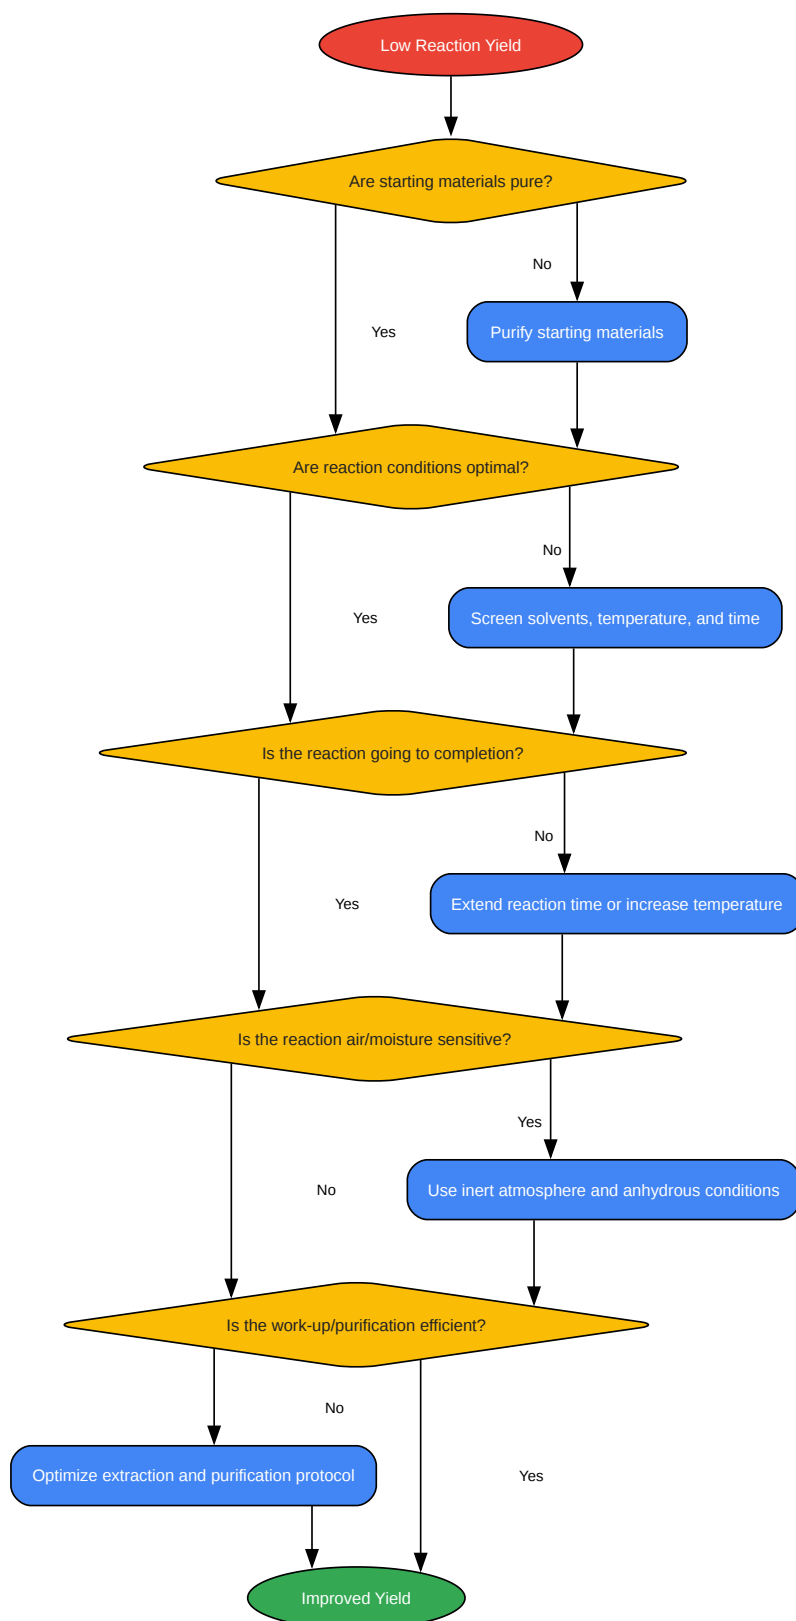 Low Reaction Yield
Are starting materials pure?
No
Yes
Purify starting materials
Are reaction conditions optimal?
No
Yes
Screen solvents, temperature, and time
Is the reaction going to completion?
No
Yes
Extend reaction time or increase temperature
Is the reaction air/moisture sensitive?
Yes
No
Use inert atmosphere and anhydrous conditions
Is the work-up/purification efficient?
No
Optimize extraction and purification protocol
Yes
Improved Yield